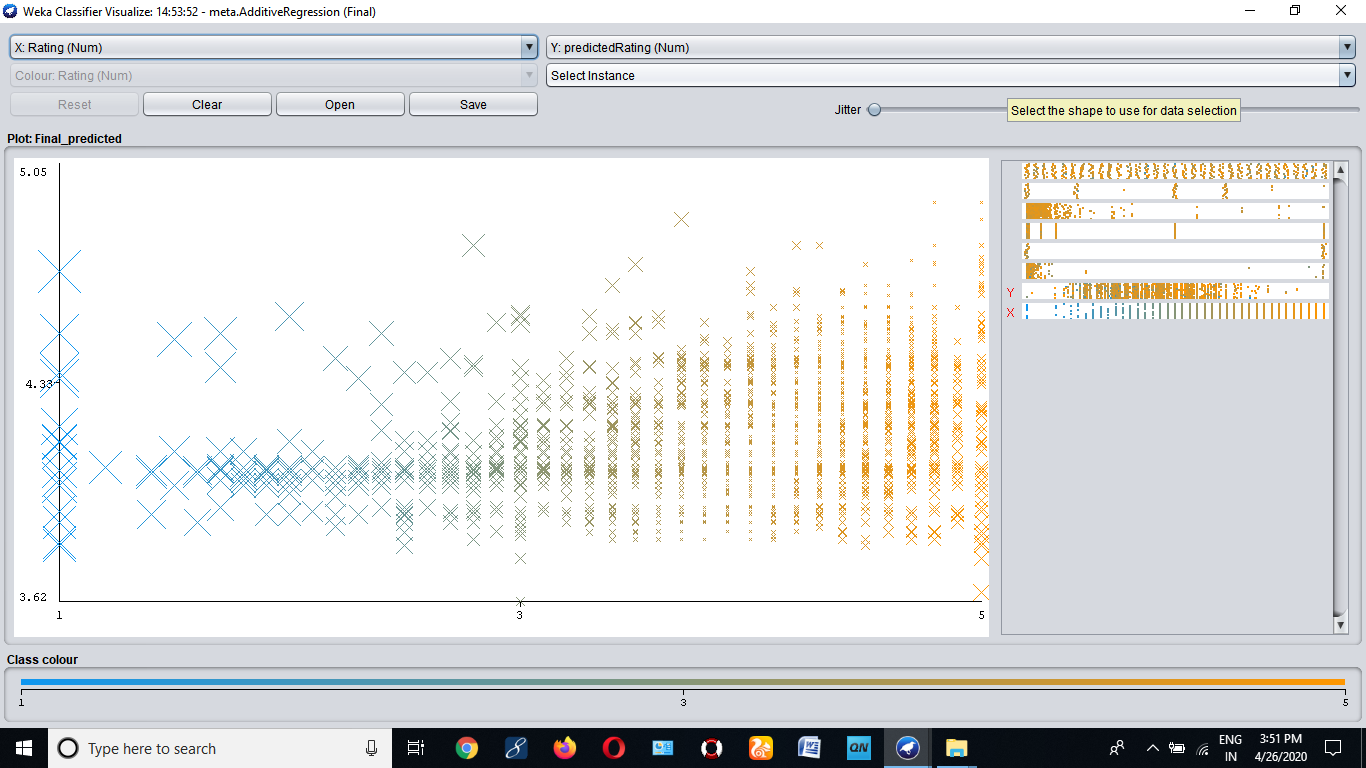 Weka Classifier Visualize: 14:53:52 - meta.AdditiveRegression (Final)
X: Rating (Num)
Y: predictedRating (Num)
Colour: Rating (Num)
Select Instance
Reset
Clear
Open
Save
Jitter
Select the shape to use for data selection
Plot: Final_predicted
5.05
4.33
3.62
1
3
5
Y
X
Class colour
1
3
5
Type here to search
QN
ENG
IN
3:51 PM
4/26/2020